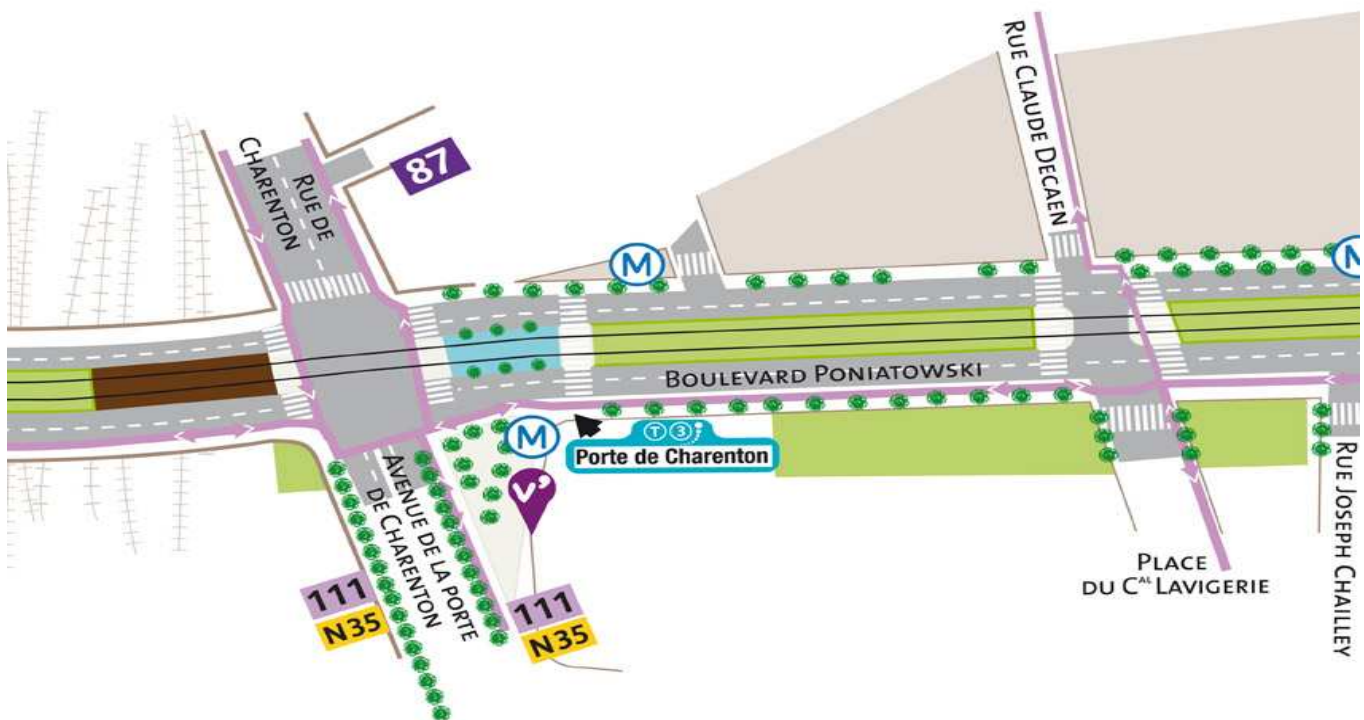 RUE DE
CHARENTON
87
M
RUE CLAUDE DECAEN
M
BOULEVARD PONIATOWSKI
M
T 3
Porte de Charenton
V'
AVENUE DE LA PORTE
DE CHARENTON
111
N35
111
N35
PLACE
DU CAL LAVIGERIE
RUE JOSEPH CHAILLEY